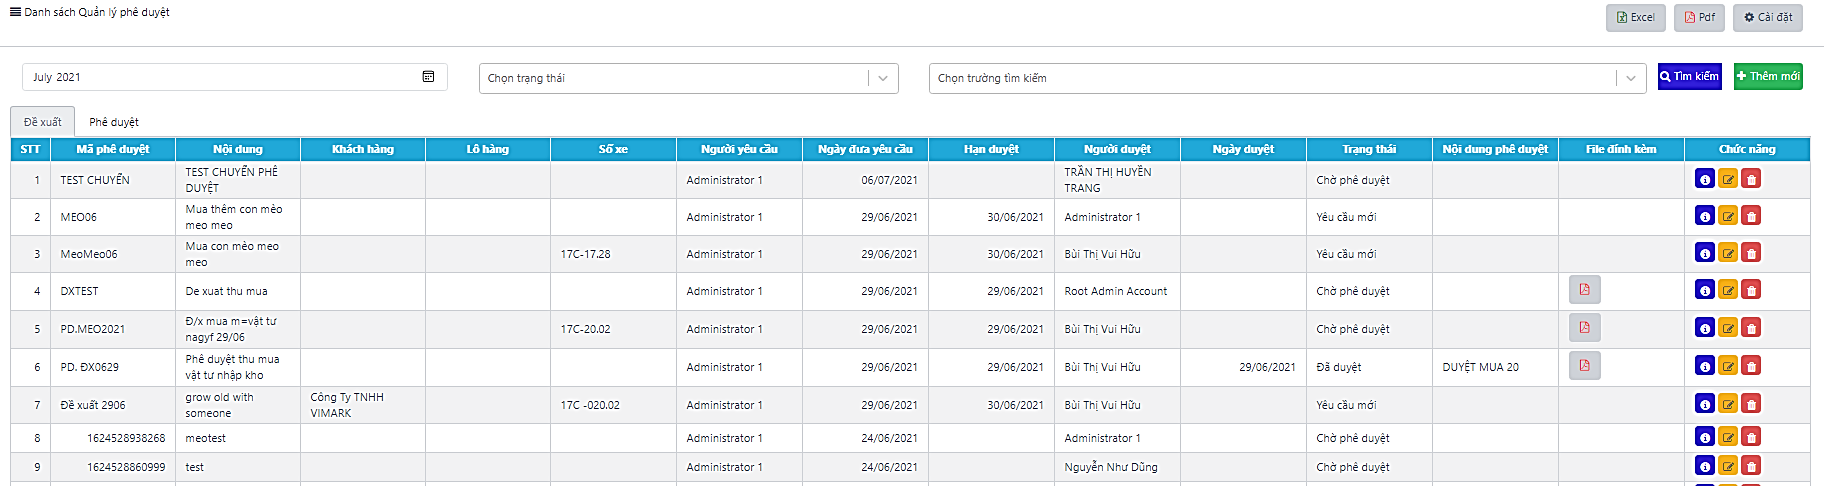 Danh sách Quản lý phê duyệt
Excel Pdf Cài đặt
July 2021 Chọn trạng thái Chọn trường tìm kiếm Tìm kiếm Thêm mới
Đề xuất Phê duyệt
STT Mã phê duyệt Nội dung Khách hàng Lô hàng Số xe Người yêu cầu Ngày đưa yêu cầu Hạn duyệt Người duyệt Ngày duyệt Trạng thái Nội dung phê duyệt File đính kèm Chức năng
1 TEST CHUYỂN TEST CHUYỂN PHÊ Administrator 1 06/07/2021 TRẦN THỊ HUYỀN Chờ phê duyệt
DUYỆT TRANG
2 MEO06 Mua thêm con mèo Administrator 1 29/06/2021 30/06/2021 Administrator 1 Yêu cầu mới
meo meo
3 MeoMeo06 Mua con mèo meo 17C-17.28 Administrator 1 29/06/2021 30/06/2021 Bùi Thị Vui Hữu Yêu cầu mới
meo
4 DXTEST De xuat thu mua Administrator 1 29/06/2021 29/06/2021 Root Admin Account Chờ phê duyệt
5 PD.MEO2021 Đ/x mua m=vật tư 17C-20.02 Administrator 1 29/06/2021 29/06/2021 Bùi Thị Vui Hữu Chờ phê duyệt
nagyf 29/06
6 PD. ĐX0629 Phê duyệt thu mua Administrator 1 29/06/2021 29/06/2021 Bùi Thị Vui Hữu 29/06/2021 Đã duyệt DUYỆT MUA 20
vật tư nhập kho
7 Đề xuất 2906 grow old with Công Ty TNHH 17C -020.02 Administrator 1 29/06/2021 30/06/2021 Bùi Thị Vui Hữu Yêu cầu mới
someone VIMARK
8 1624528938268 meotest Administrator 1 24/06/2021 Administrator 1 Chờ phê duyệt
9 1624528860999 test Administrator 1 24/06/2021 Nguyễn Như Dũng Chờ phê duyệt